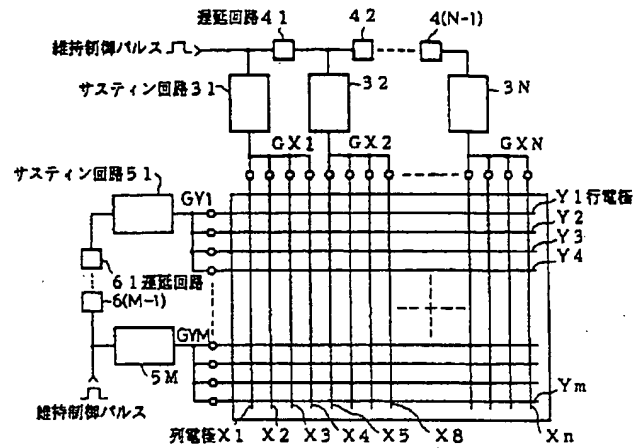 遅延回路41
42
4(N-1)
維持制御パルス
サスティン回路31
32
3N
GX1
GX2
GXN
サスティン回路51
GY1
Y1行電極
Y2
Y3
Y4
61遅延回路
6(M-1)
GYM
5M
Ym
維持制御パルス
列電極X1
X2
X3
X4
X5
X8
Xn